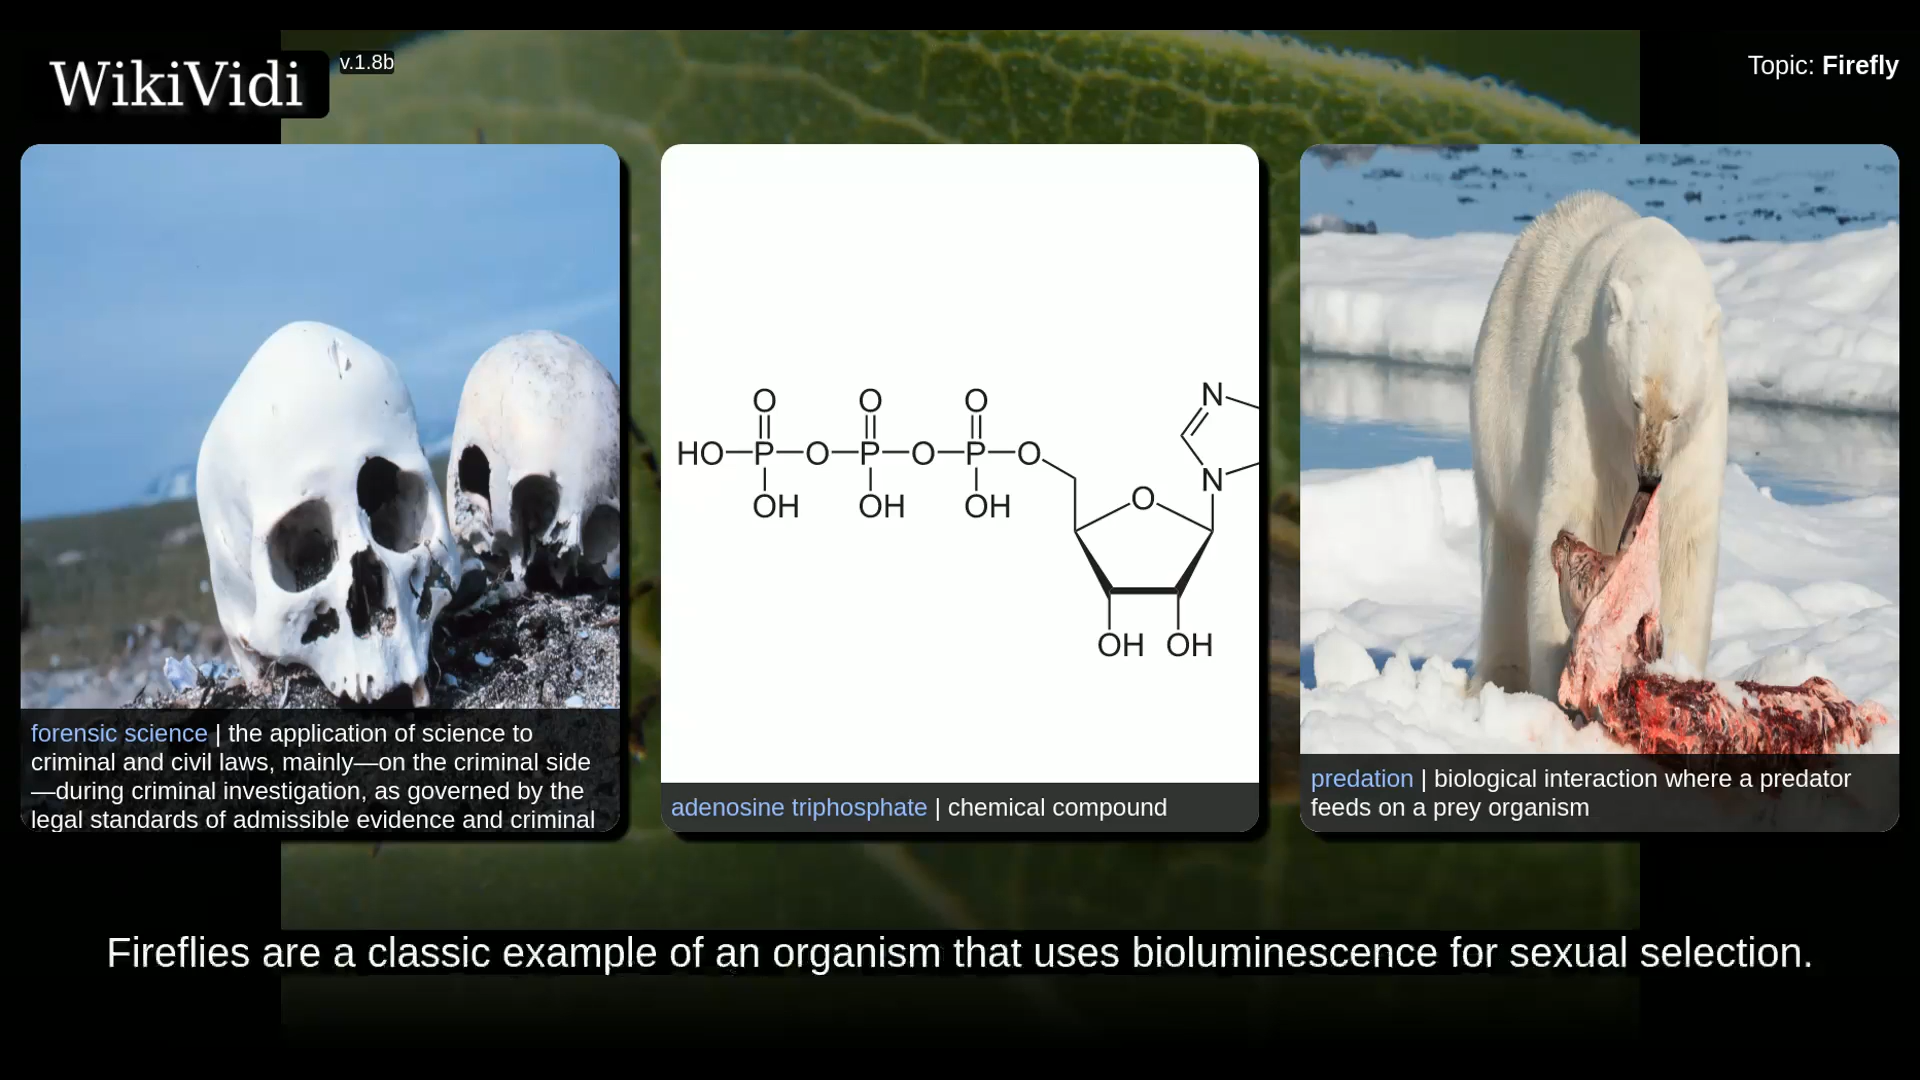 WikiVidi
v.1.8b
Topic: Firefly
forensic science | the application of science to
criminal and civil laws, mainly—on the criminal side
—during criminal investigation, as governed by the
legal standards of admissible evidence and criminal
O O O N
HO P O P O P O N
OH OH OH O
OH OH
adenosine triphosphate | chemical compound
predation | biological interaction where a predator
feeds on a prey organism
Fireflies are a classic example of an organism that uses bioluminescence for sexual selection.